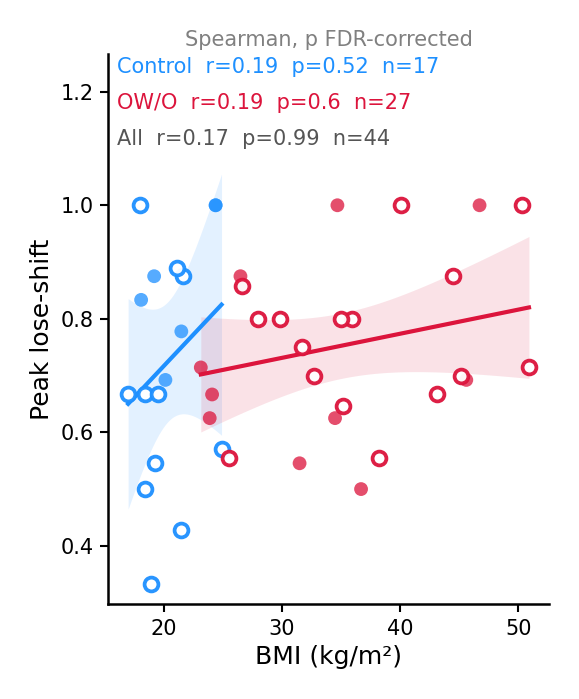 Spearman, p FDR-corrected
Control  r=0.19  p=0.52  n=17
OW/O  r=0.19  p=0.6  n=27
All  r=0.17  p=0.99  n=44
1.2
1.0
0.8
0.6
0.4
Peak lose-shift
20 30 40 50
BMI (kg/m²)